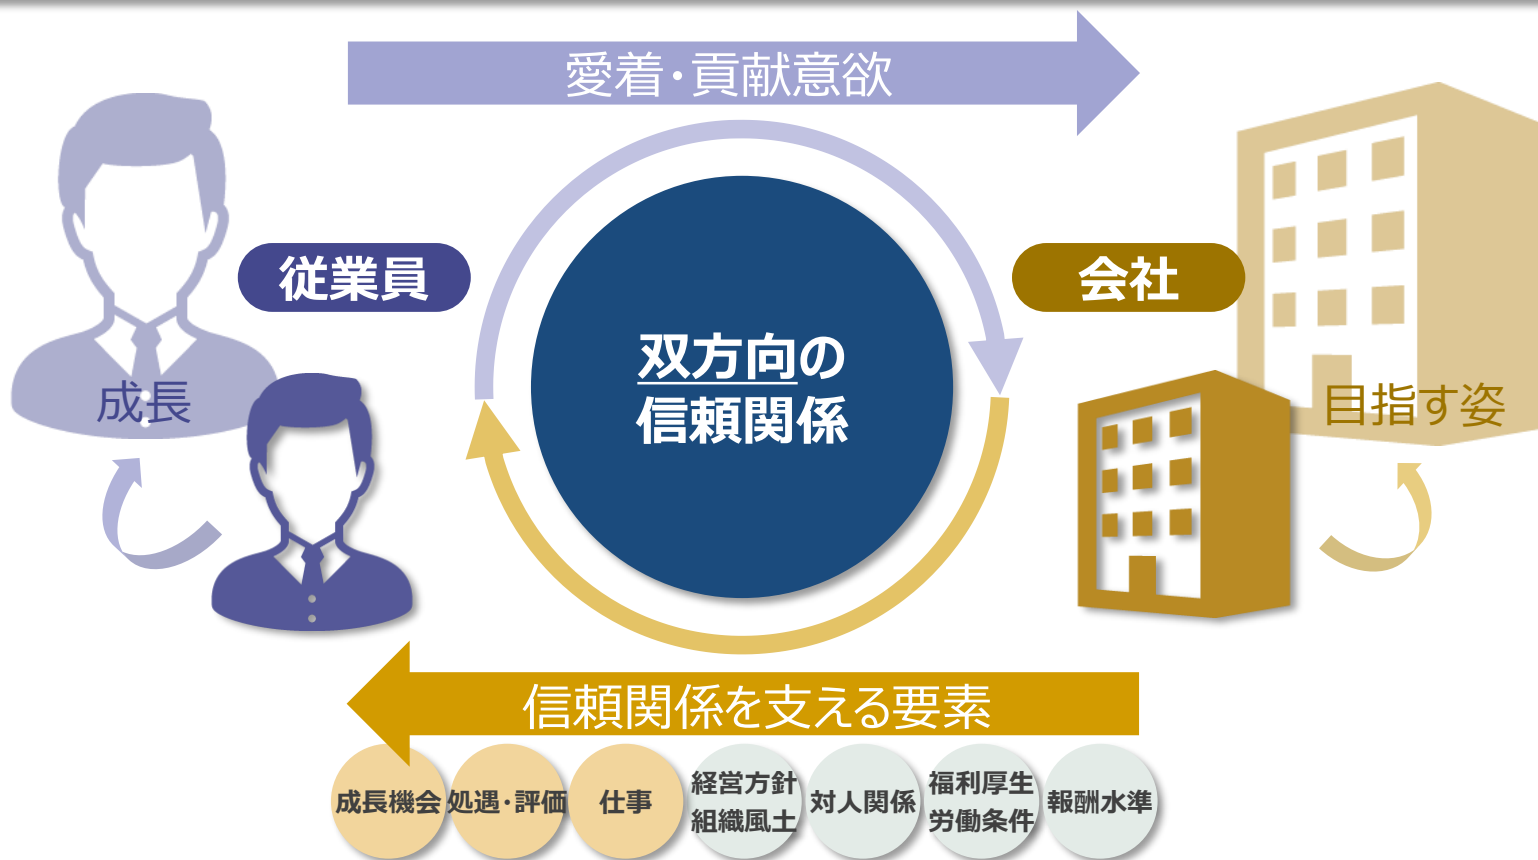 愛着・貢献意欲
従業員
会社
双方向の
信頼関係
成長
目指す姿
信頼関係を支える要素
成長機会
処遇・評価
仕事
経営方針
組織風土
対人関係
福利厚生
労働条件
報酬水準